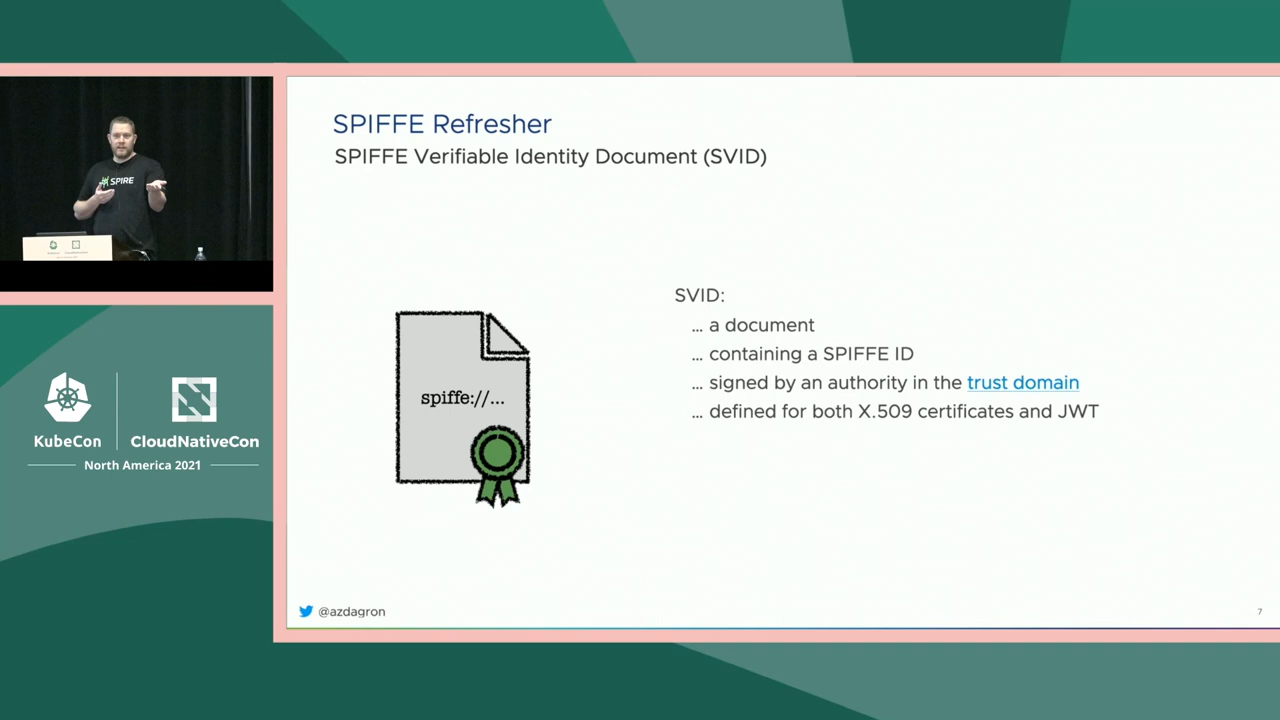 SPIFFE Refresher
SPIFFE Verifiable Identity Document (SVID)
SPIRE
SVID:
... a document
... containing a SPIFFE ID
... signed by an authority in the trust domain
... defined for both X.509 certificates and JWT
spiffe://...
KubeCon
CloudNativeCon
North America 2021
@azdagron
7